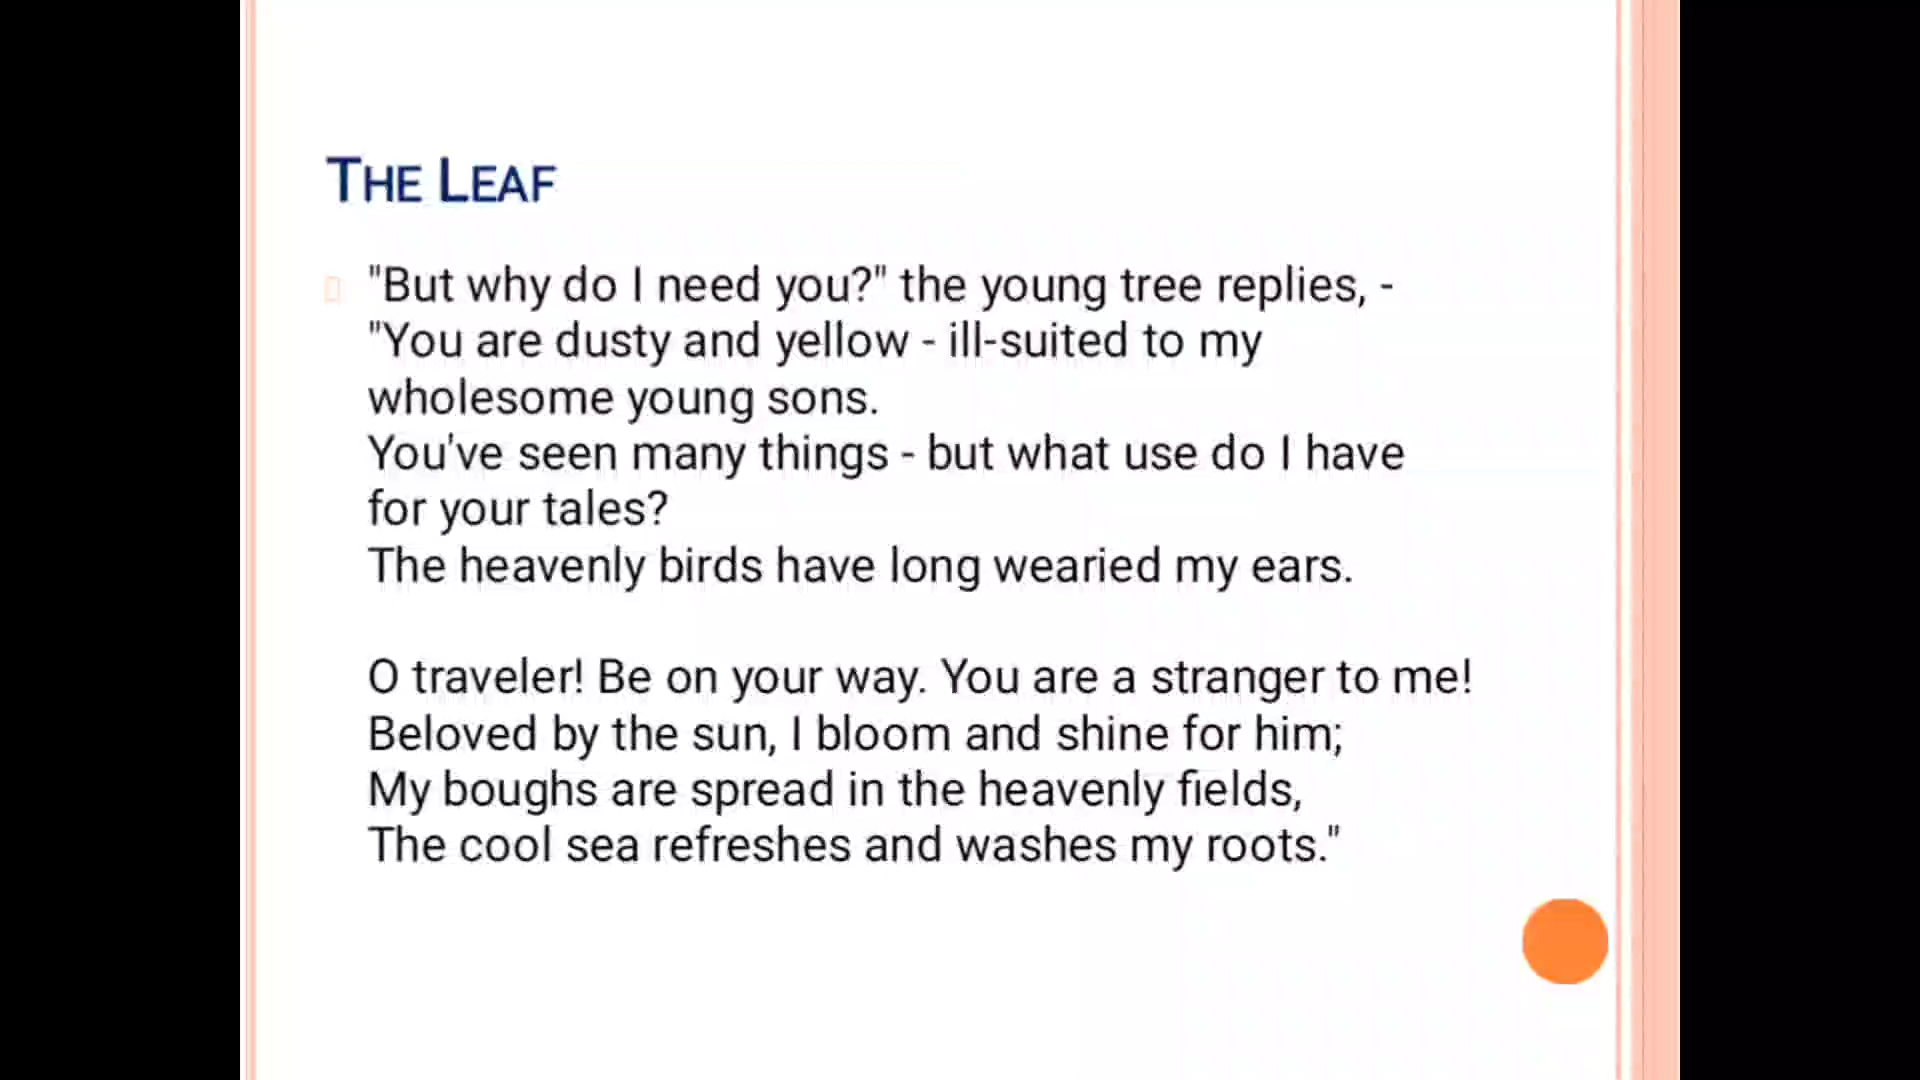 THE LEAF
"But why do I need you?" the young tree replies, -
"You are dusty and yellow - ill-suited to my
wholesome young sons.
You've seen many things - but what use do I have
for your tales?
The heavenly birds have long wearied my ears.
O traveler! Be on your way. You are a stranger to me!
Beloved by the sun, I bloom and shine for him;
My boughs are spread in the heavenly fields,
The cool sea refreshes and washes my roots."